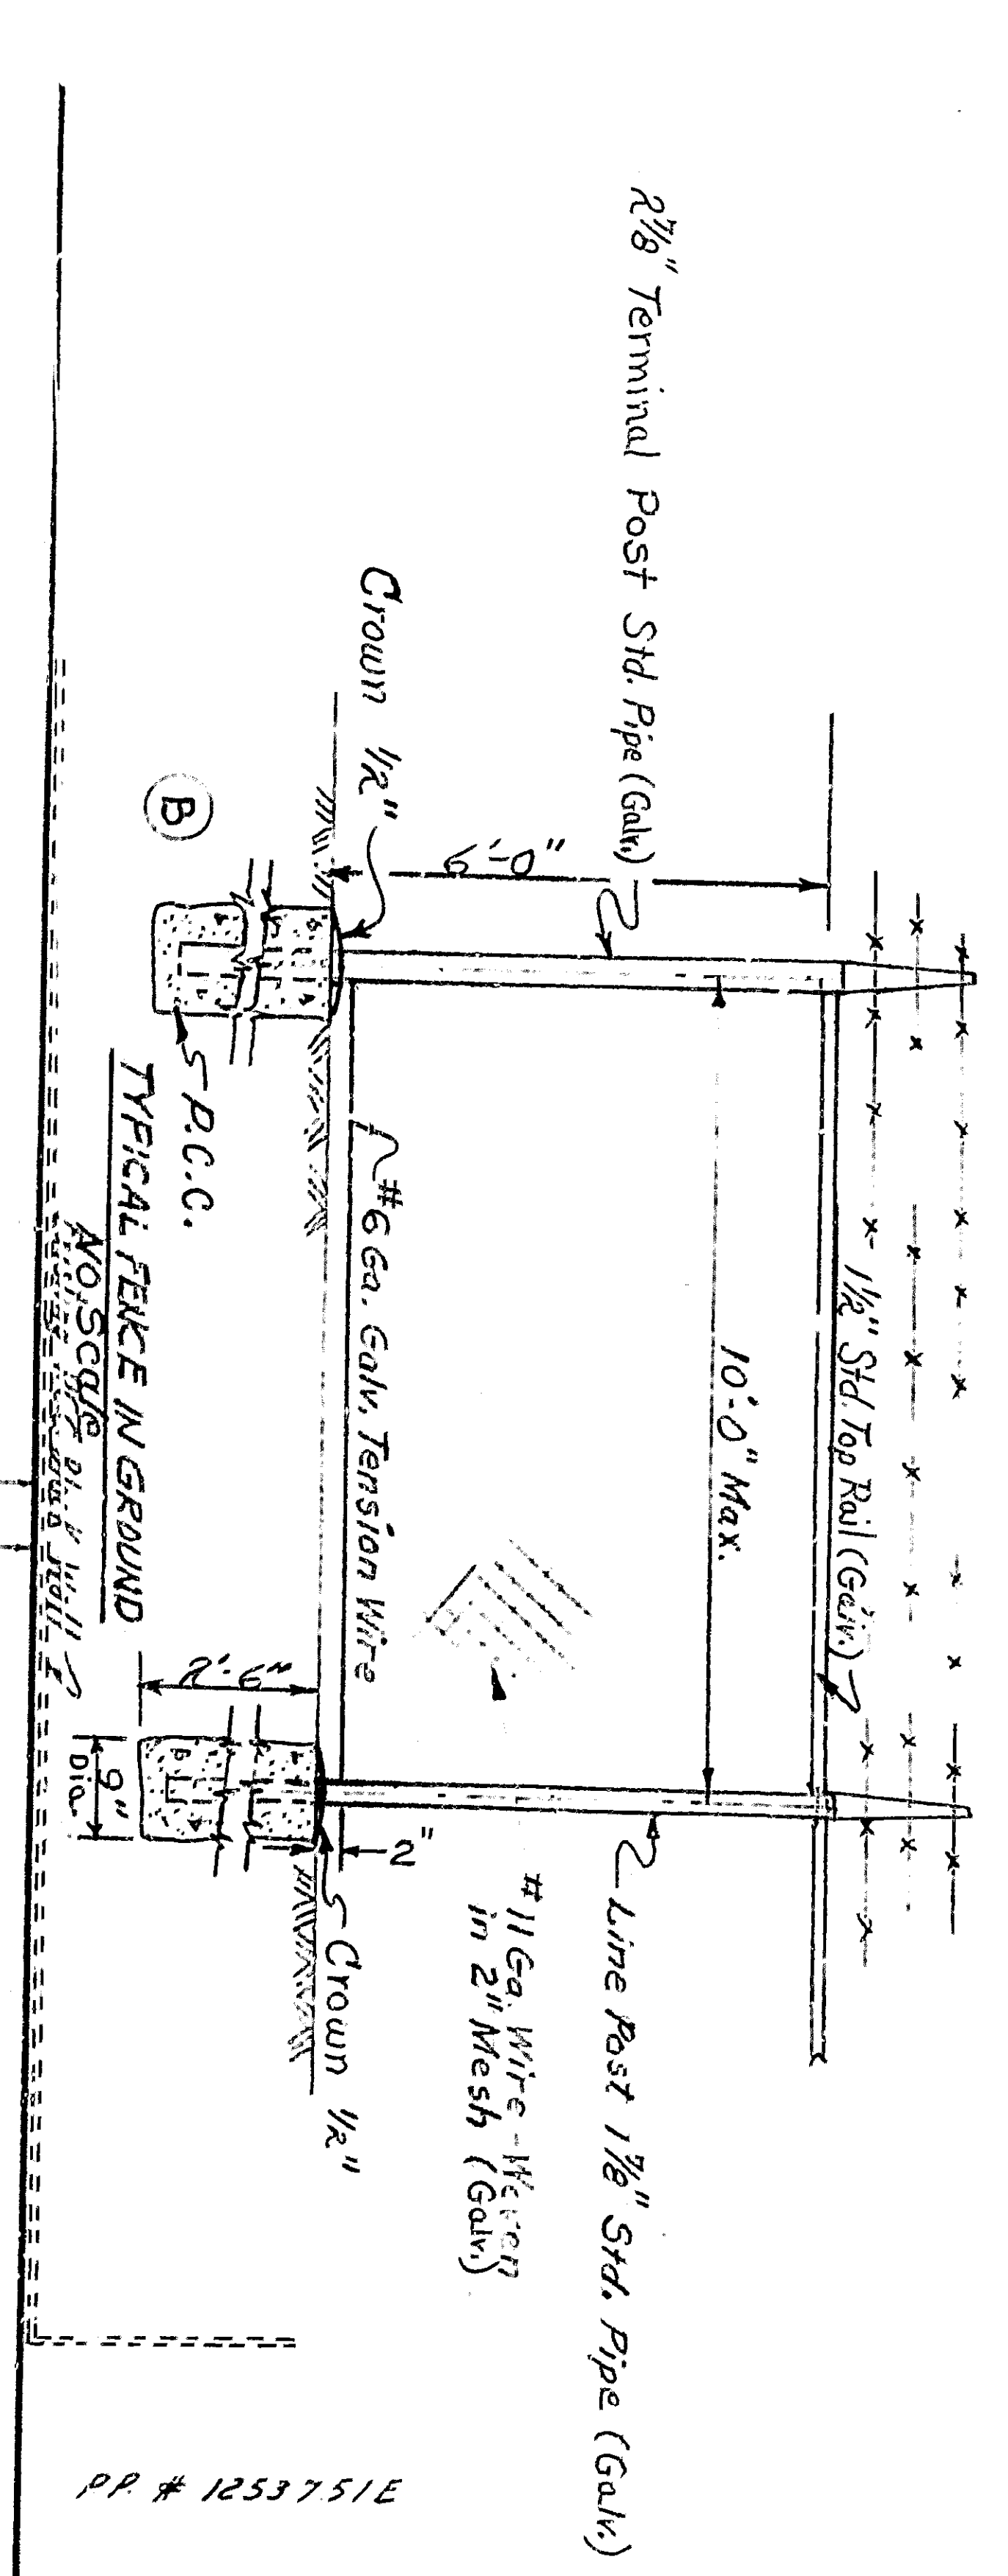 1½" Std. Top Rail (Galv.)
2⅞" Terminal Post Std. Pipe (Galv.)
6'-0"
10'-0" Max.
Line Post 1⅞" Std. Pipe (Galv.)
#11 Ga. Wire - Woven
in 2" Mesh (Galv.)
Crown ½"
#6 Ga. Galv. Tension Wire
2"
Crown ½"
B
P.C.C.
2'-6"
9"
Dia.
TYPICAL FENCE IN GROUND
NO Scale
P.P. # 1253751E